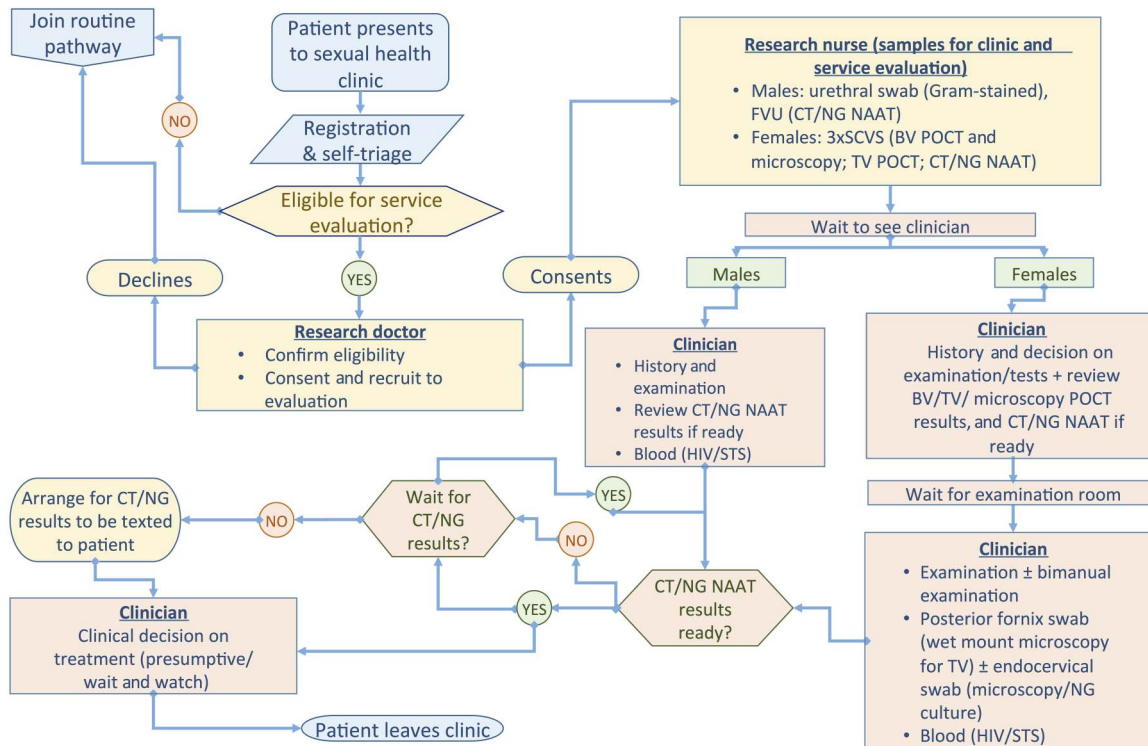 Join routine
pathway
NO
Patient presents
to sexual health
clinic
Registration
& self-triage
Eligible for service
evaluation?
YES
Declines
Consents
Research doctor
• Confirm eligibility
• Consent and recruit to
evaluation
Research nurse (samples for clinic and
service evaluation)
• Males: urethral swab (Gram-stained),
FVU (CT/NG NAAT)
• Females: 3xSCVS (BV POCT and
microscopy; TV POCT; CT/NG NAAT)
Wait to see clinician
Males
Females
Clinician
• History and
examination
• Review CT/NG NAAT
results if ready
• Blood (HIV/STS)
Clinician
History and decision on
examination/tests + review
BV/TV/ microscopy POCT
results, and CT/NG NAAT if
ready
Wait for examination room
Clinician
• Examination ± bimanual
examination
• Posterior fornix swab
(wet mount microscopy
for TV) ± endocervical
swab (microscopy/NG
culture)
• Blood (HIV/STS)
CT/NG NAAT
results
ready?
NO
YES
Wait for
CT/NG
results?
YES
NO
Arrange for CT/NG
results to be texted
to patient
Clinician
Clinical decision on
treatment (presumptive/
wait and watch)
Patient leaves clinic